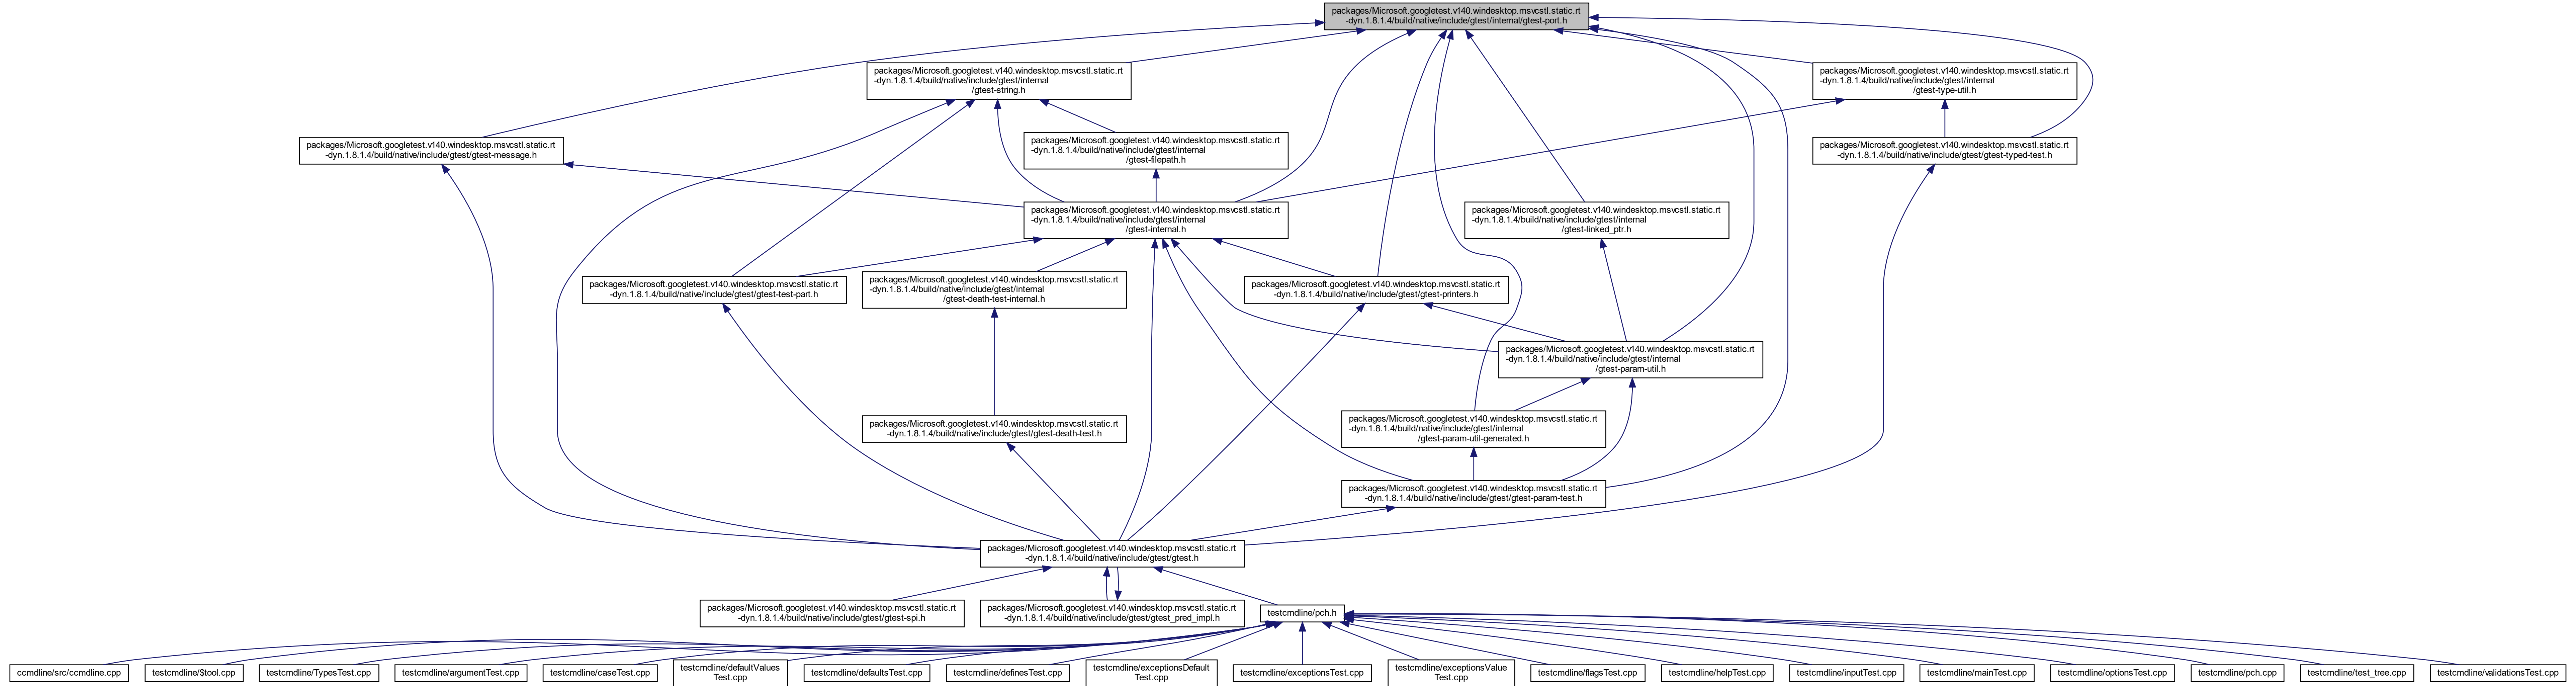 packages/Microsoft.googletest.v140.windesktop.msvcstl.static.rt
-dyn.1.8.1.4/build/native/include/gtest/internal/gtest-port.h
packages/Microsoft.googletest.v140.windesktop.msvcstl.static.rt
-dyn.1.8.1.4/build/native/include/gtest/internal
/gtest-string.h
packages/Microsoft.googletest.v140.windesktop.msvcstl.static.rt
-dyn.1.8.1.4/build/native/include/gtest/internal
/gtest-type-util.h
packages/Microsoft.googletest.v140.windesktop.msvcstl.static.rt
-dyn.1.8.1.4/build/native/include/gtest/gtest-message.h
packages/Microsoft.googletest.v140.windesktop.msvcstl.static.rt
-dyn.1.8.1.4/build/native/include/gtest/internal
/gtest-filepath.h
packages/Microsoft.googletest.v140.windesktop.msvcstl.static.rt
-dyn.1.8.1.4/build/native/include/gtest/gtest-typed-test.h
packages/Microsoft.googletest.v140.windesktop.msvcstl.static.rt
-dyn.1.8.1.4/build/native/include/gtest/internal
/gtest-internal.h
packages/Microsoft.googletest.v140.windesktop.msvcstl.static.rt
-dyn.1.8.1.4/build/native/include/gtest/internal
/gtest-linked_ptr.h
packages/Microsoft.googletest.v140.windesktop.msvcstl.static.rt
-dyn.1.8.1.4/build/native/include/gtest/gtest-test-part.h
packages/Microsoft.googletest.v140.windesktop.msvcstl.static.rt
-dyn.1.8.1.4/build/native/include/gtest/internal
/gtest-death-test-internal.h
packages/Microsoft.googletest.v140.windesktop.msvcstl.static.rt
-dyn.1.8.1.4/build/native/include/gtest/gtest-printers.h
packages/Microsoft.googletest.v140.windesktop.msvcstl.static.rt
-dyn.1.8.1.4/build/native/include/gtest/internal
/gtest-param-util.h
packages/Microsoft.googletest.v140.windesktop.msvcstl.static.rt
-dyn.1.8.1.4/build/native/include/gtest/gtest-death-test.h
packages/Microsoft.googletest.v140.windesktop.msvcstl.static.rt
-dyn.1.8.1.4/build/native/include/gtest/internal
/gtest-param-util-generated.h
packages/Microsoft.googletest.v140.windesktop.msvcstl.static.rt
-dyn.1.8.1.4/build/native/include/gtest/gtest-param-test.h
packages/Microsoft.googletest.v140.windesktop.msvcstl.static.rt
-dyn.1.8.1.4/build/native/include/gtest/gtest.h
packages/Microsoft.googletest.v140.windesktop.msvcstl.static.rt
-dyn.1.8.1.4/build/native/include/gtest/gtest-spi.h
packages/Microsoft.googletest.v140.windesktop.msvcstl.static.rt
-dyn.1.8.1.4/build/native/include/gtest/gtest_pred_impl.h
testcmdline/pch.h
ccmdline/src/ccmdline.cpp
testcmdline/$tool.cpp
testcmdline/TypesTest.cpp
testcmdline/argumentTest.cpp
testcmdline/caseTest.cpp
testcmdline/defaultValues
Test.cpp
testcmdline/defaultsTest.cpp
testcmdline/definesTest.cpp
testcmdline/exceptionsDefault
Test.cpp
testcmdline/exceptionsTest.cpp
testcmdline/exceptionsValue
Test.cpp
testcmdline/flagsTest.cpp
testcmdline/helpTest.cpp
testcmdline/inputTest.cpp
testcmdline/mainTest.cpp
testcmdline/optionsTest.cpp
testcmdline/pch.cpp
testcmdline/test_tree.cpp
testcmdline/validationsTest.cpp